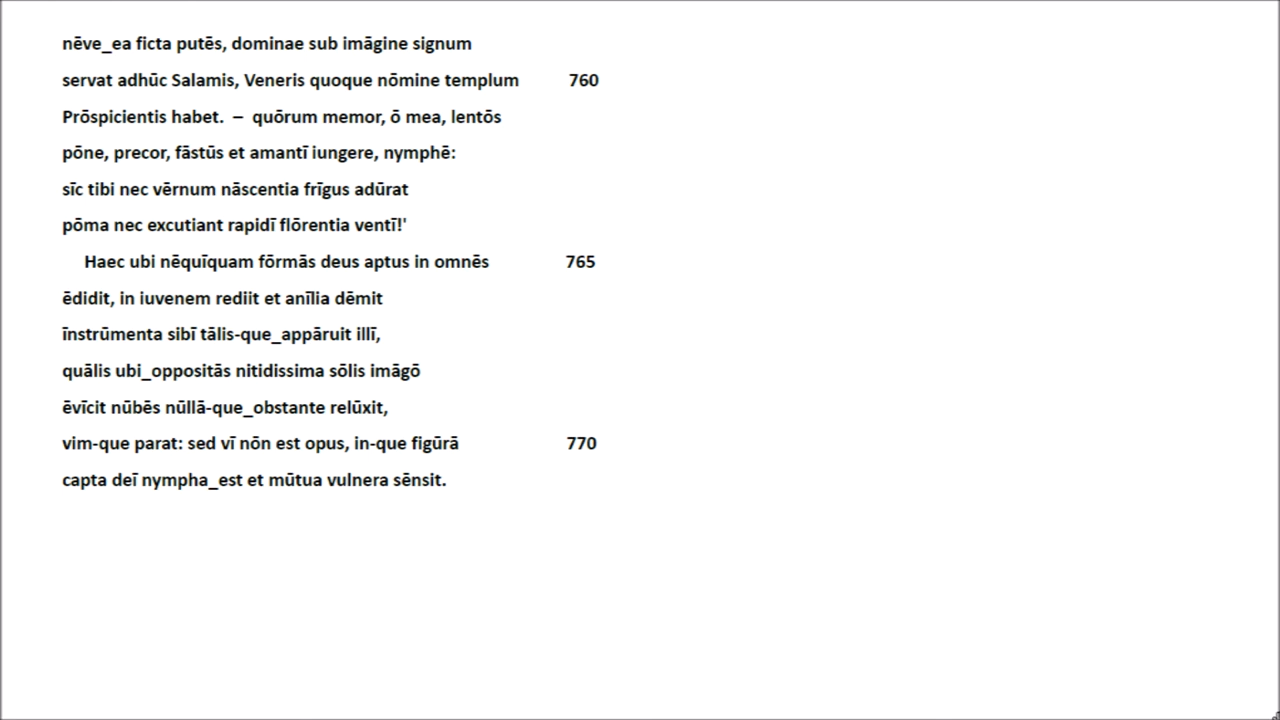 nēve_ea ficta putēs, dominae sub imāgine signum
servat adhūc Salamis, Veneris quoque nōmine templum 760
Prōspicientis habet. – quōrum memor, ō mea, lentōs
pōne, precor, fāstūs et amantī iungere, nymphē:
sīc tibi nec vērnum nāscentia frīgus adūrat
pōma nec excutiant rapidī flōrentia ventī!'
Haec ubi nēquīquam fōrmās deus aptus in omnēs 765
ēdidit, in iuvenem rediit et anīlia dēmit
īnstrūmenta sibī tālis-que_appāruit illī,
quālis ubi_oppositās nitidissima sōlis imāgō
ēvīcit nūbēs nūllā-que_obstante relūxit,
vim-que parat: sed vī nōn est opus, in-que figūrā 770
capta deī nympha_est et mūtua vulnera sēnsit.